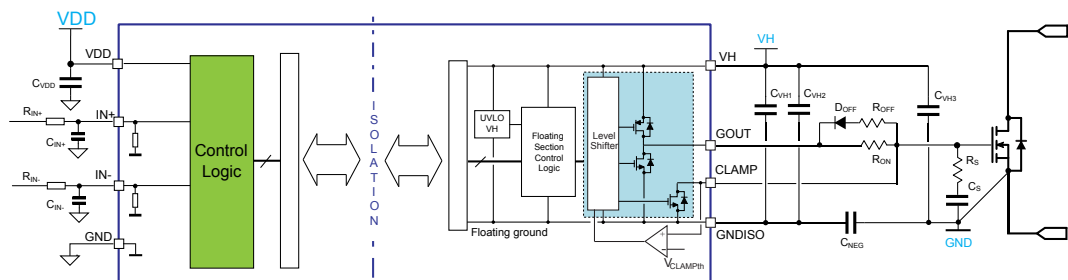 VDD
VDD
CVDD
RIN+
IN+
CIN+
RIN-
IN-
CIN-
GND
Control
Logic
ISOLATION
UVLO
VH
Floating
Section
Control
Logic
Level
Shifter
Floating ground
VCLAMPth
VH
VH
GOUT
CLAMP
GNDISO
CVH1
CVH2
CVH3
DOFF
ROFF
RON
RS
CS
CNEG
GND